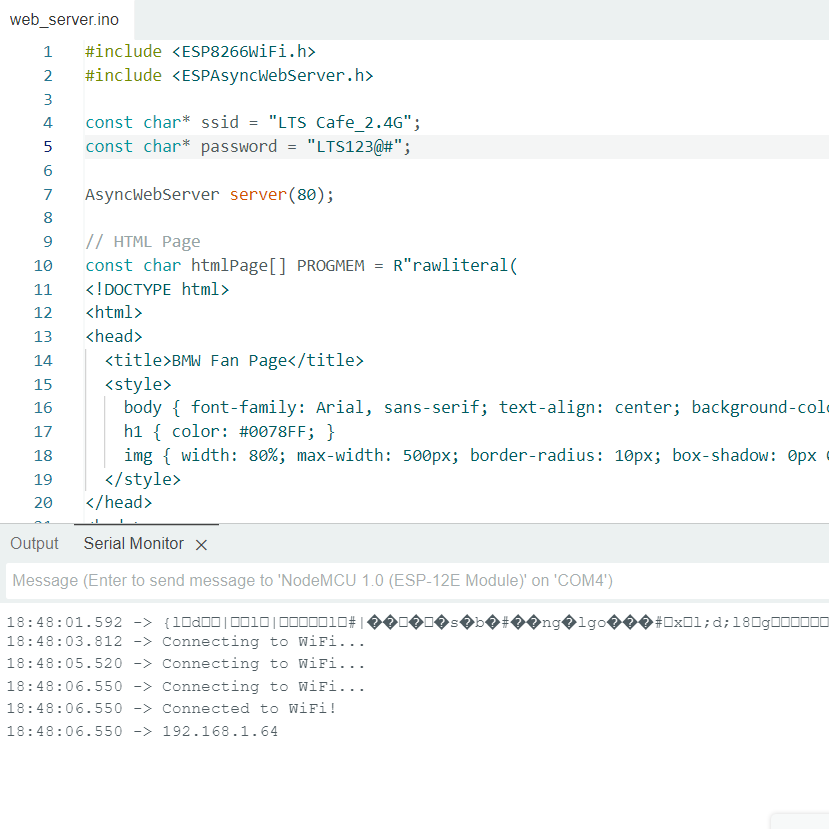 web_server.ino
1 #include <ESP8266WiFi.h>
2 #include <ESPAsyncWebServer.h>
3
4 const char* ssid = "LTS Cafe_2.4G";
5 const char* password = "LTS123@#";
6
7 AsyncWebServer server(80);
8
9 // HTML Page
10 const char htmlPage[] PROGMEM = R"rawliteral(
11 <!DOCTYPE html>
12 <html>
13 <head>
14 <title>BMW Fan Page</title>
15 <style>
16 body { font-family: Arial, sans-serif; text-align: center; background-colo
17 h1 { color: #0078FF; }
18 img { width: 80%; max-width: 500px; border-radius: 10px; box-shadow: 0px
19 </style>
20 </head>
Output Serial Monitor
Message (Enter to send message to 'NodeMCU 1.0 (ESP-12E Module)' on 'COM4')
18:48:01.592 ->
18:48:03.812 -> Connecting to WiFi...
18:48:05.520 -> Connecting to WiFi...
18:48:06.550 -> Connecting to WiFi...
18:48:06.550 -> Connected to WiFi!
18:48:06.550 -> 192.168.1.64